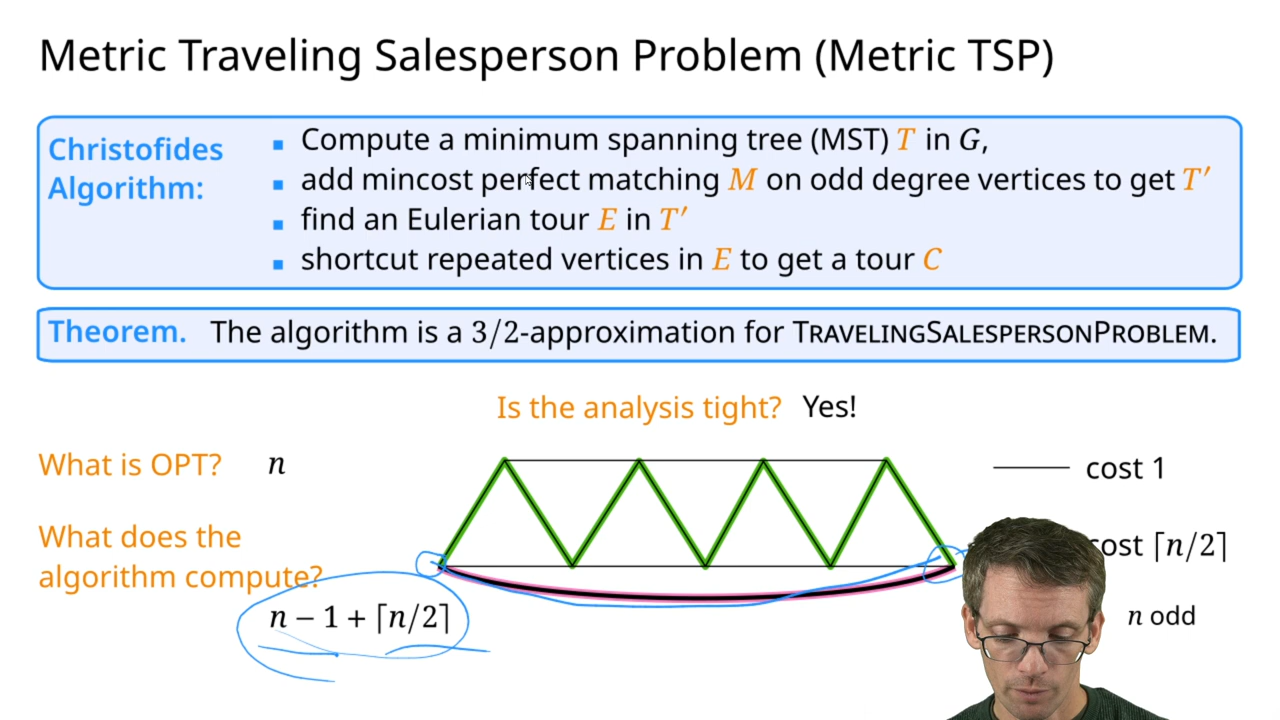 Metric Traveling Salesperson Problem (Metric TSP)
Christofides Algorithm:
▪ Compute a minimum spanning tree (MST) T in G,
▪ add mincost perfect matching M on odd degree vertices to get T′
▪ find an Eulerian tour E in T′
▪ shortcut repeated vertices in E to get a tour C
Theorem. The algorithm is a 3/2-approximation for TRAVELINGSALESPERSONPROBLEM.
Is the analysis tight? Yes!
What is OPT? n
cost 1
What does the
algorithm compute?
n − 1 + ⌈n/2⌉
cost ⌈n/2⌉
n odd